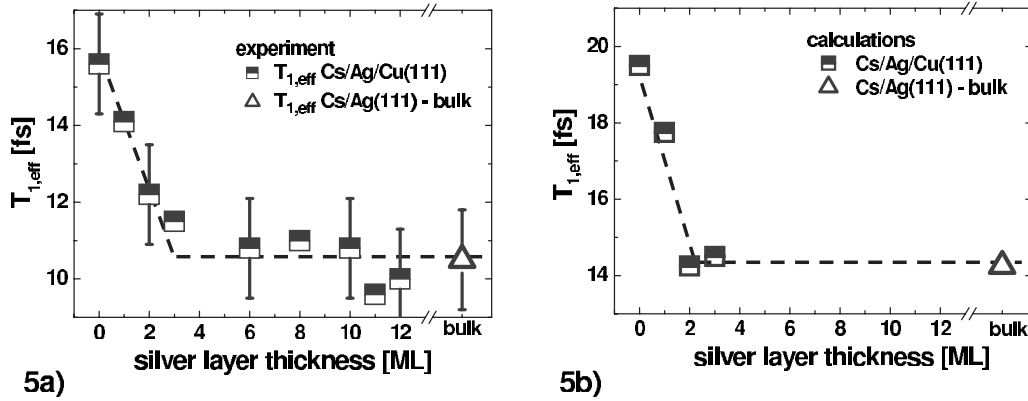 16
14
12
10
T1,eff [fs]
experiment
T1,eff Cs/Ag/Cu(111)
T1,eff Cs/Ag(111) - bulk
0 2 4 6 8 10 12 bulk
silver layer thickness [ML]
5a)
20
18
16
14
T1,eff [fs]
calculations
Cs/Ag/Cu(111)
Cs/Ag(111) - bulk
0 2 4 6 8 10 12 bulk
silver layer thickness [ML]
5b)